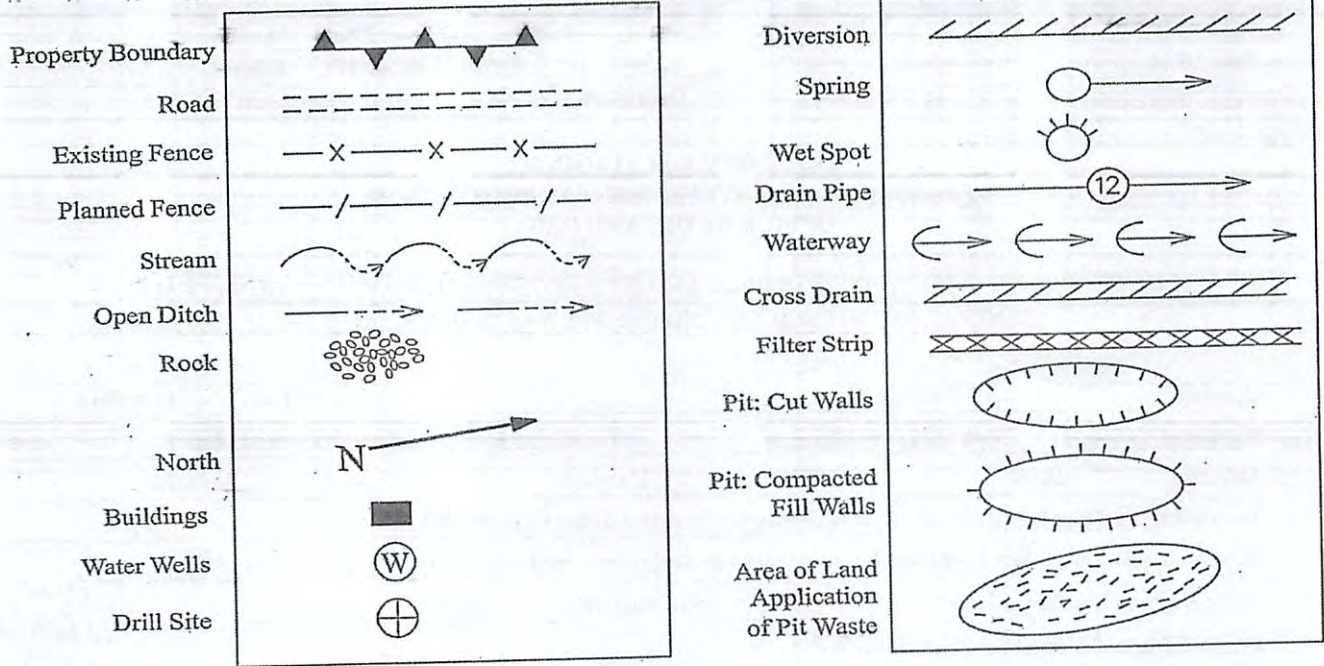 Property Boundary
Road
Existing Fence
X X X
Planned Fence
Stream
Open Ditch
Rock
North
N
Buildings
Water Wells
W
Drill Site
Diversion
Spring
Wet Spot
Drain Pipe
12
Waterway
Cross Drain
Filter Strip
Pit: Cut Walls
Pit: Compacted
Fill Walls
Area of Land
Application
of Pit Waste